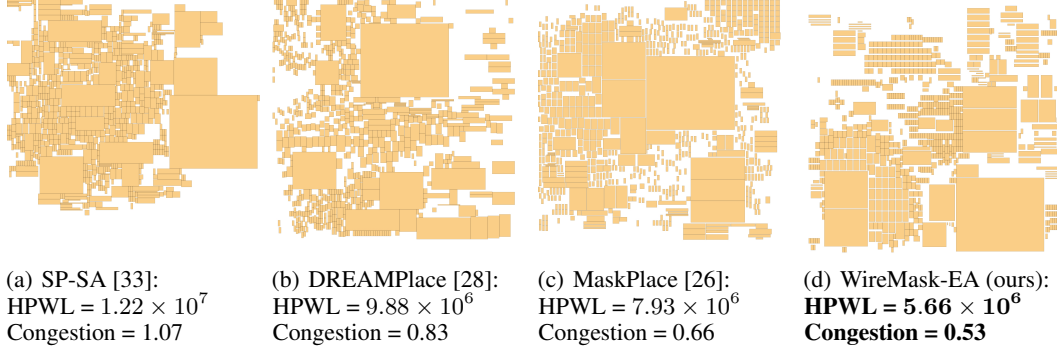 (a) SP-SA [33]:
HPWL = 1.22 × 10^7
Congestion = 1.07
(b) DREAMPlace [28]:
HPWL = 9.88 × 10^6
Congestion = 0.83
(c) MaskPlace [26]:
HPWL = 7.93 × 10^6
Congestion = 0.66
(d) WireMask-EA (ours):
HPWL = 5.66 × 10^6
Congestion = 0.53